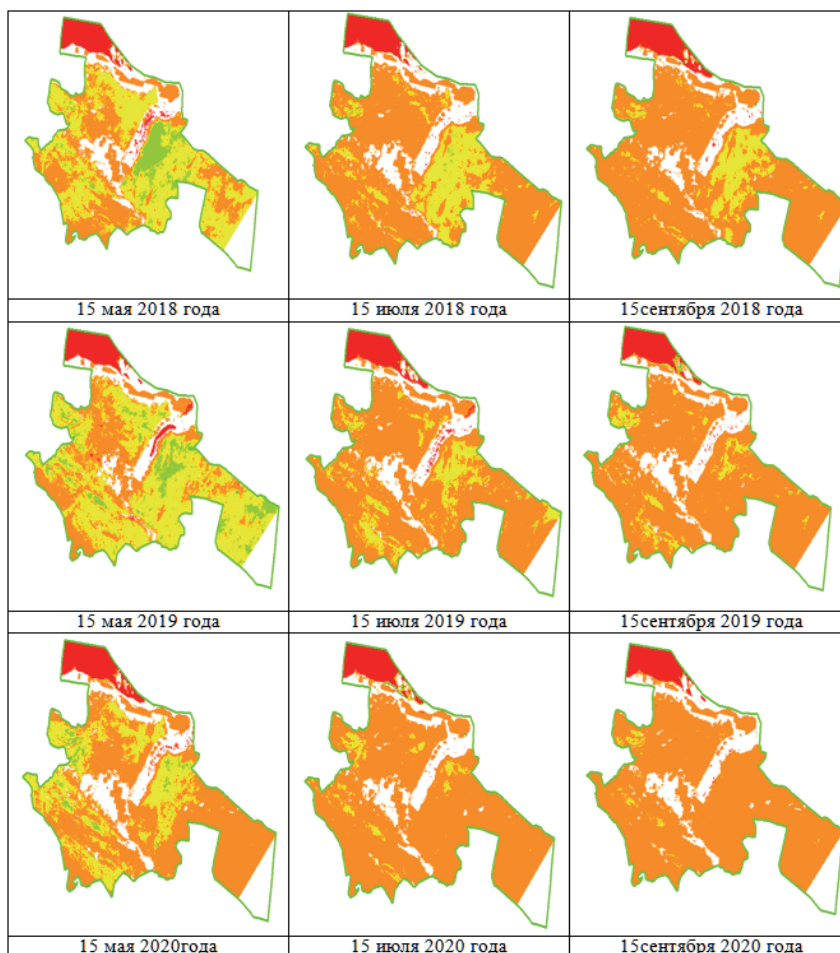 15 мая 2018 года
15 июля 2018 года
15сентября 2018 года
15 мая 2019 года
15 июля 2019 года
15сентября 2019 года
15 мая 2020года
15 июля 2020 года
15сентября 2020 года